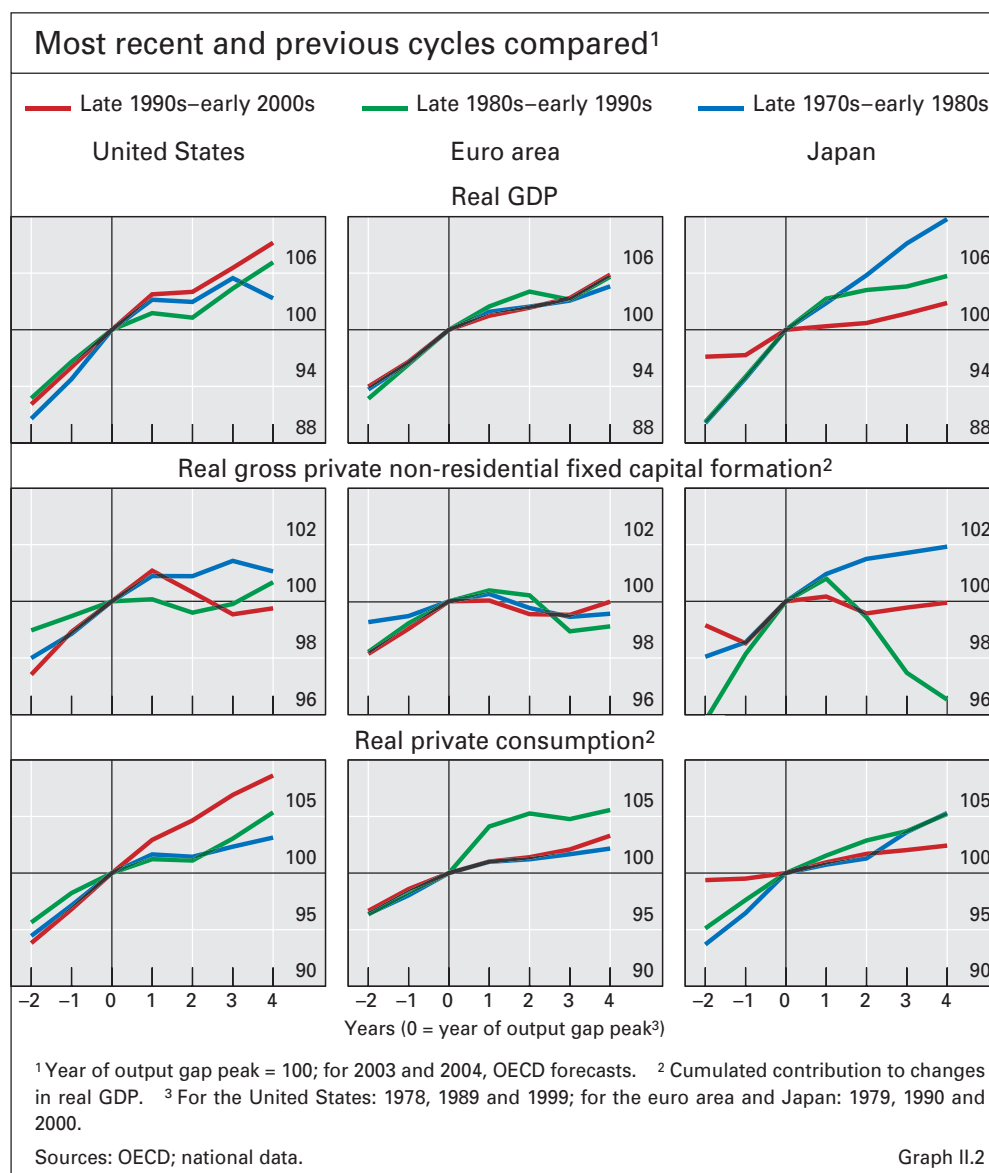 Most recent and previous cycles compared¹
Late 1990s–early 2000s Late 1980s–early 1990s Late 1970s–early 1980s
United States Euro area Japan
Real GDP
106 106 106
100 100 100
94 94 94
88 88 88
Real gross private non-residential fixed capital formation²
102 102 102
100 100 100
98 98 98
96 96 96
Real private consumption²
105 105 105
100 100 100
95 95 95
90 90 90
–2 –1 0 1 2 3 4 –2 –1 0 1 2 3 4 –2 –1 0 1 2 3 4
Years (0 = year of output gap peak³)
¹ Year of output gap peak = 100; for 2003 and 2004, OECD forecasts. ² Cumulated contribution to changes
in real GDP. ³ For the United States: 1978, 1989 and 1999; for the euro area and Japan: 1979, 1990 and
2000.
Sources: OECD; national data. Graph II.2